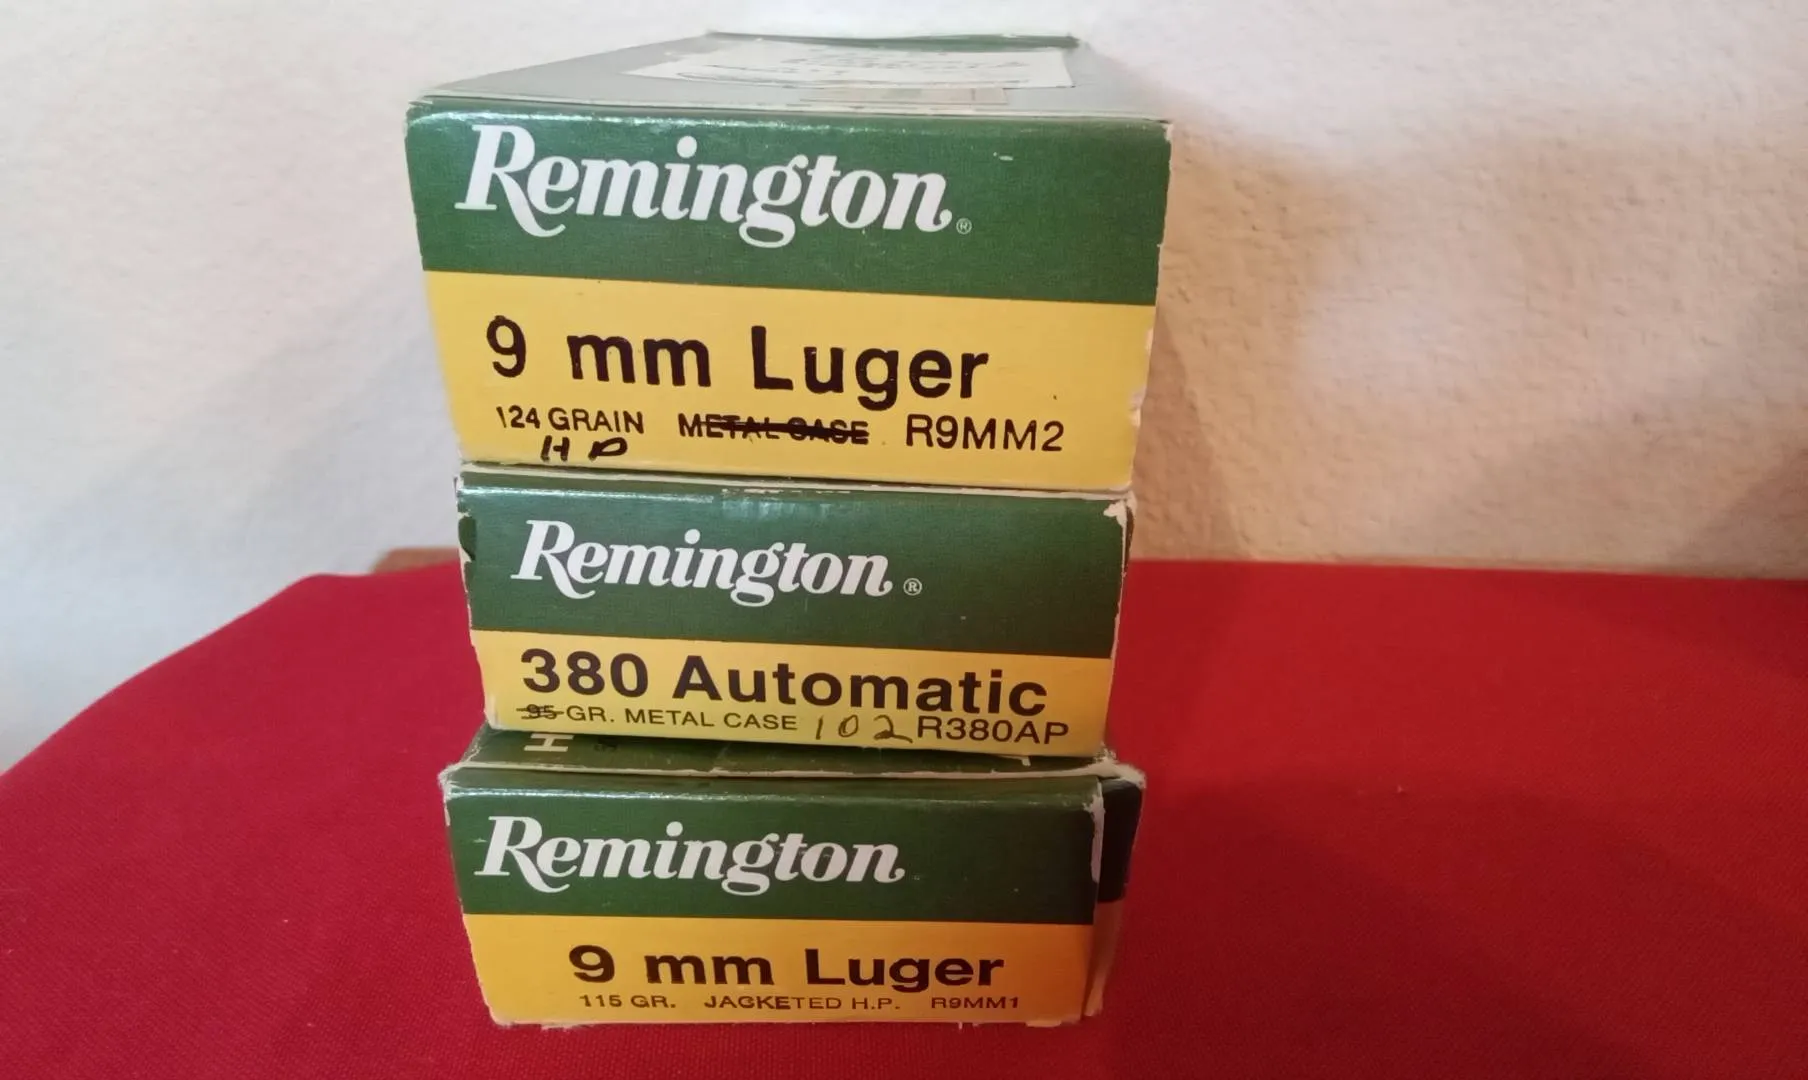 Remington®
9 mm Luger
124 GRAIN METAL CASE R9MM2
HP
Remington®
380 Automatic
95 GR. METAL CASE 102 R380AP
H
Remington
9 mm Luger
115 GR. JACKETED H.P. R9MM1